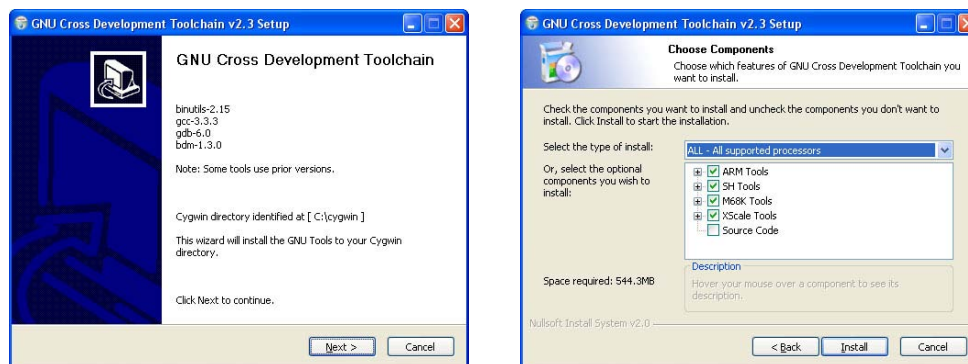 GNU Cross Development Toolchain v2.3 Setup
GNU Cross Development Toolchain
binutils-2.15
gcc-3.3.3
gdb-6.0
bdm-1.3.0
Note: Some tools use prior versions.
Cygwin directory identified at [ C:\cygwin ]
This wizard will install the GNU Tools to your Cygwin
directory.
Click Next to continue.
Next >
Cancel
GNU Cross Development Toolchain v2.3 Setup
Choose Components
Choose which features of GNU Cross Development Toolchain you
want to install.
Check the components you want to install and uncheck the components you don't want to
install. Click Install to start the installation.
Select the type of install:
ALL - All supported processors
Or, select the optional
components you wish to
install:
ARM Tools
SH Tools
M68K Tools
XScale Tools
Source Code
Space required: 544.3MB
Description
Hover your mouse over a component to see its
description.
Nullsoft Install System v2.0
< Back
Install
Cancel